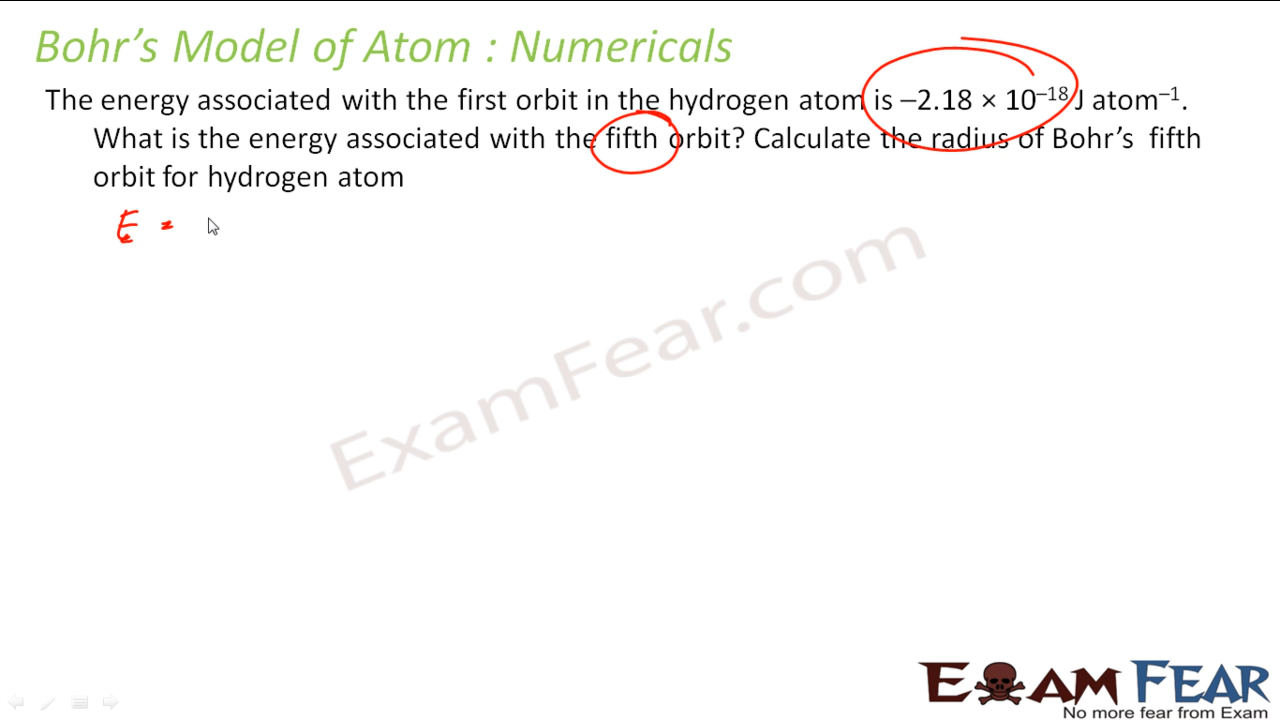 Bohr's Model of Atom : Numericals
The energy associated with the first orbit in the hydrogen atom is –2.18 × 10⁻¹⁸ J atom⁻¹.
What is the energy associated with the fifth orbit? Calculate the radius of Bohr's fifth
orbit for hydrogen atom
E =
ExamFear.com
EXAM FEAR
No more fear from Exam